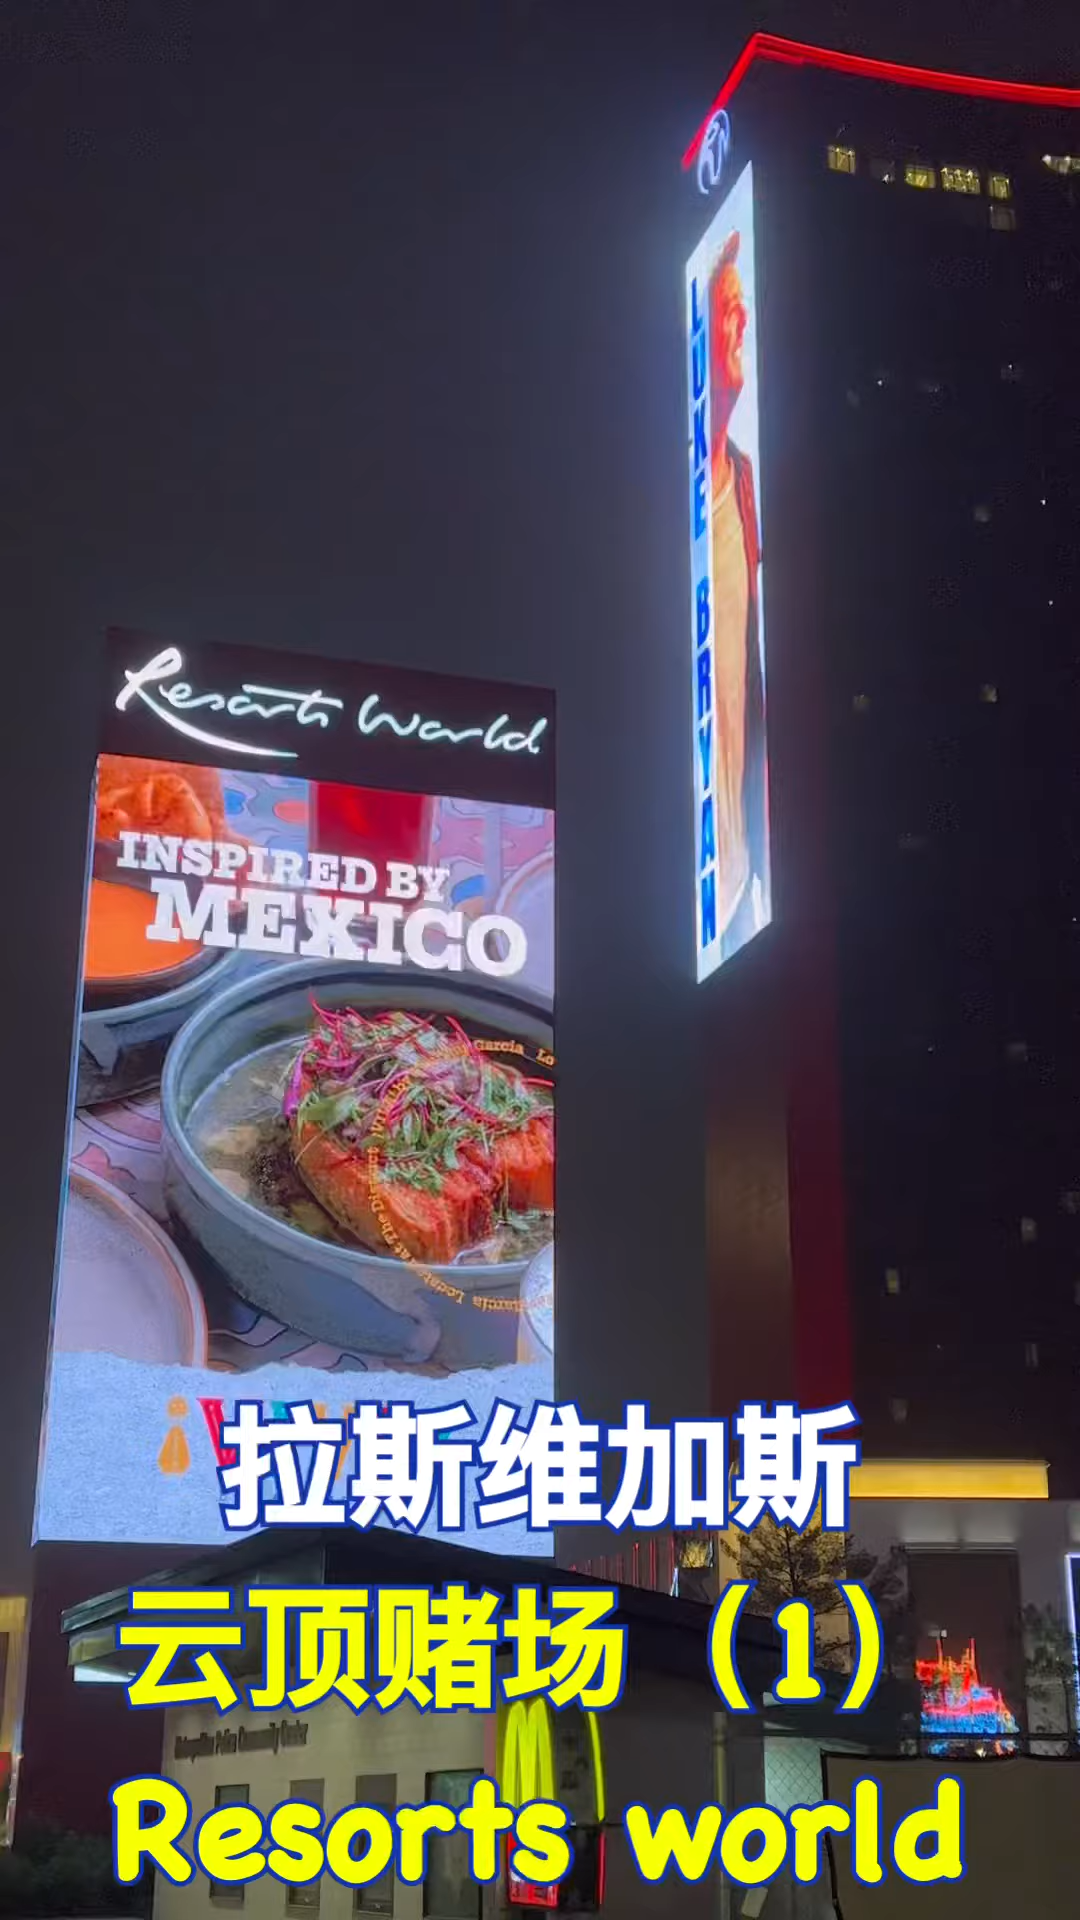 LUKE BRYAN
Resorts World
INSPIRED BY
MEXICO
拉斯维加斯
云顶赌场（1）
Resorts world